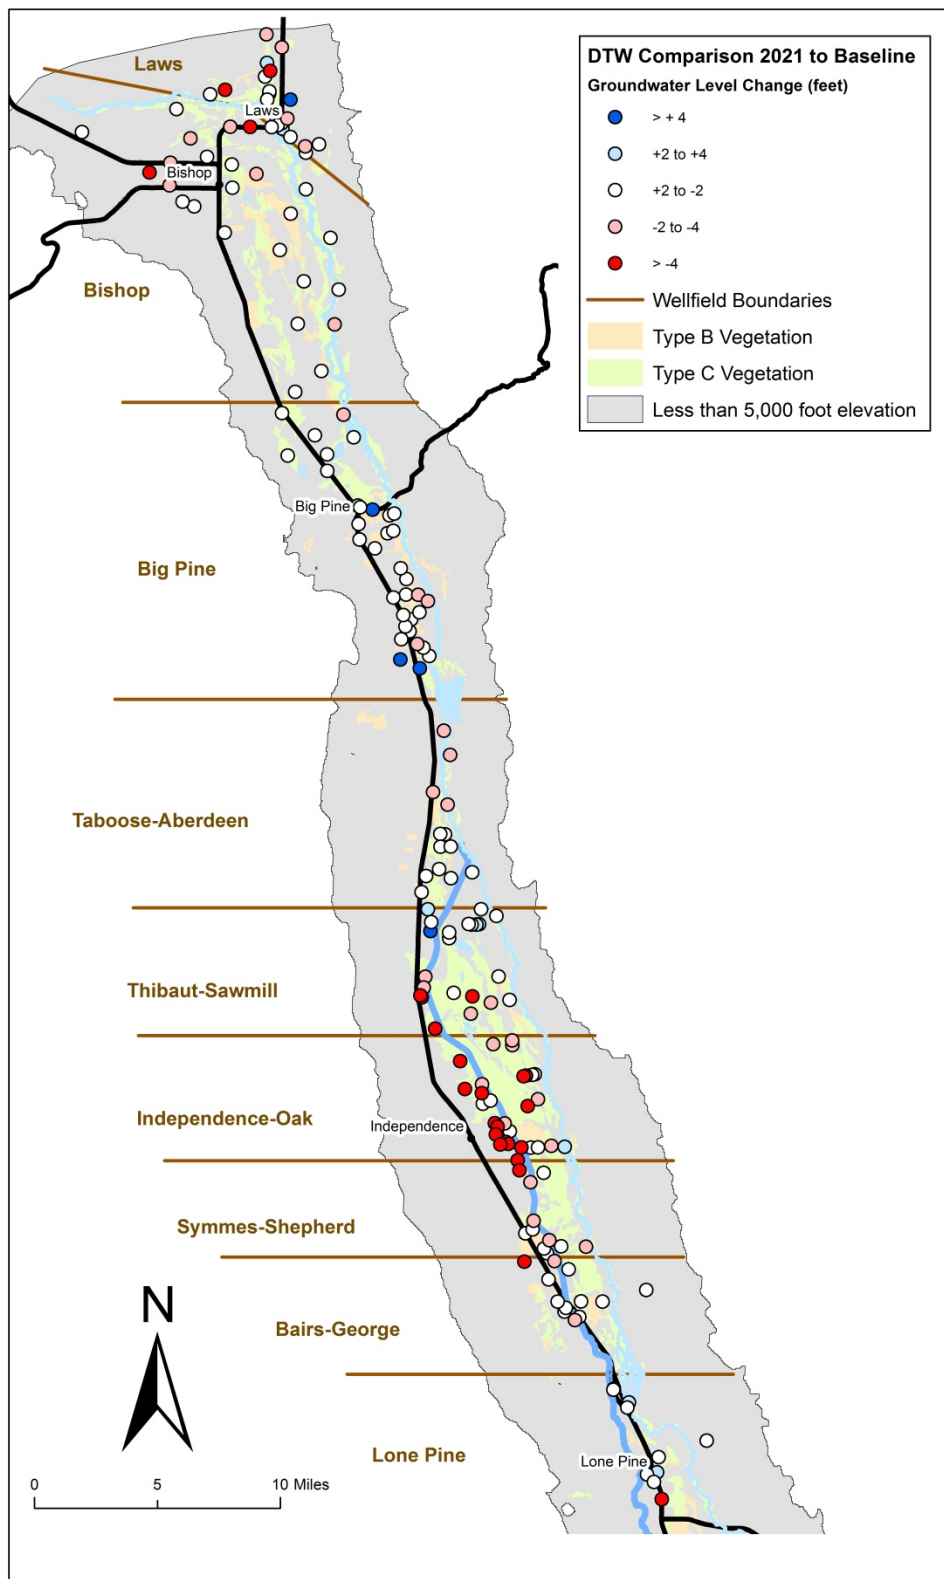 DTW Comparison 2021 to Baseline
Groundwater Level Change (feet)
> + 4
+2 to +4
+2 to -2
-2 to -4
> -4
Wellfield Boundaries
Type B Vegetation
Type C Vegetation
Less than 5,000 foot elevation
Laws
Laws
Bishop
Bishop
Big Pine
Big Pine
Taboose-Aberdeen
Thibaut-Sawmill
Independence-Oak
Independence
Symmes-Shepherd
Bairs-George
Lone Pine
Lone Pine
N
0 5 10 Miles